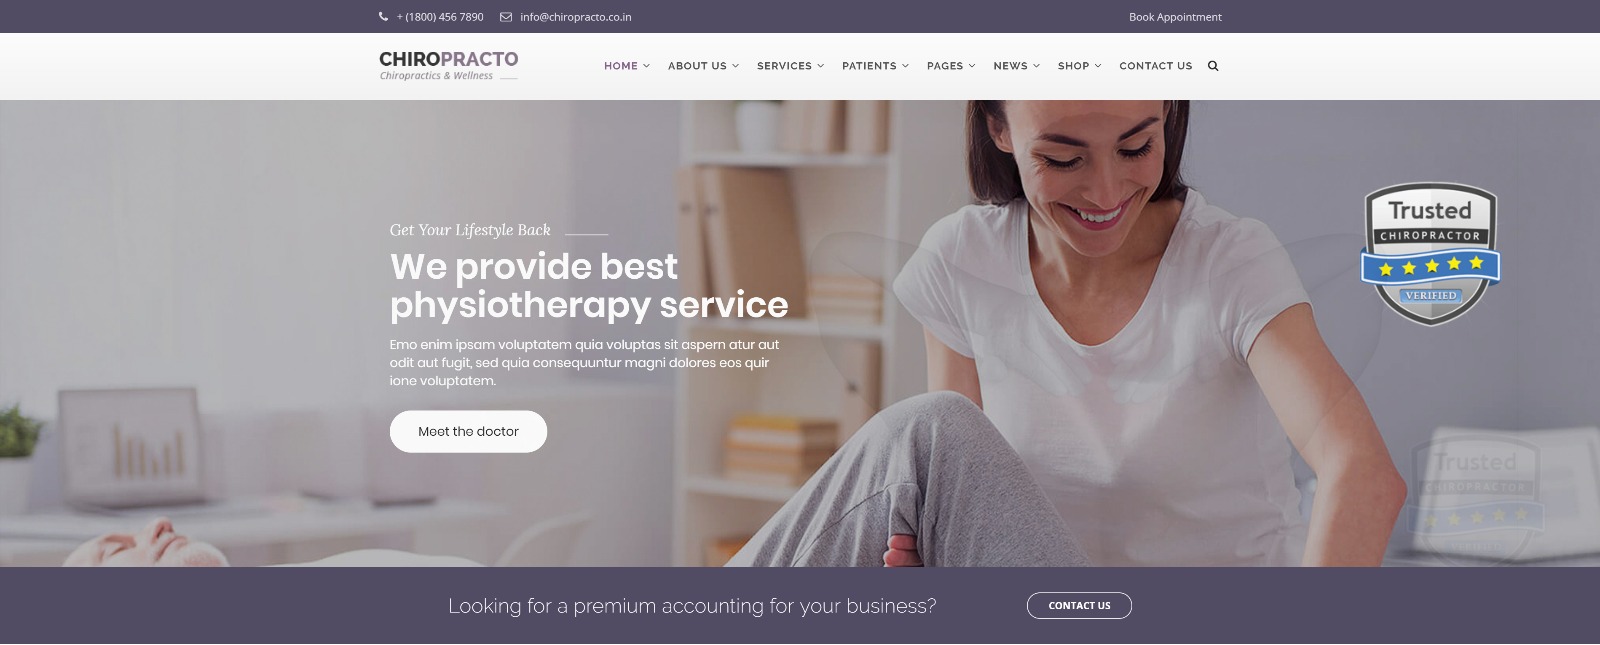 + (1800) 456 7890 info@chiropracto.co.in Book Appointment
CHIROPRACTO
Chiropractics & Wellness
HOME ABOUT US SERVICES PATIENTS PAGES NEWS SHOP CONTACT US
Get Your Lifestyle Back
We provide best
physiotherapy service
Emo enim ipsam voluptatem quia voluptas sit aspern atur aut
odit aut fugit, sed quia consequuntur magni dolores eos quir
ione voluptatem.
Meet the doctor
Trusted
CHIROPRACTOR
VERIFIED
Trusted
CHIROPRACTOR
Looking for a premium accounting for your business? CONTACT US